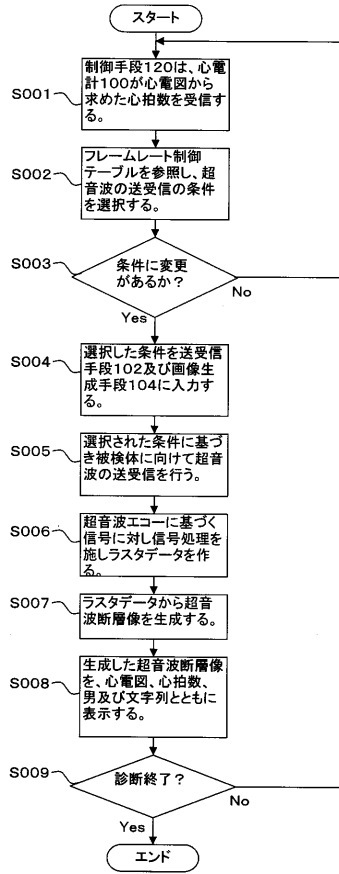 スタート
S001
制御手段120は、心電
計100が心電図から
求めた心拍数を受信す
る。
S002
フレームレート制御
テーブルを参照し、超
音波の送受信の条件
を選択する。
S003
条件に変更
があるか？
No
Yes
S004
選択した条件を送受信
手段102及び画像生
成手段104に入力す
る。
S005
選択された条件に基づ
き被検体に向けて超音
波の送受信を行う。
S006
超音波エコーに基づく
信号に対し信号処理を
施しラスタデータを作
る。
S007
ラスタデータから超音
波断層像を生成する。
S008
生成した超音波断層像
を、心電図、心拍数、
男及び文字列とともに
表示する。
S009
診断終了？
No
Yes
エンド